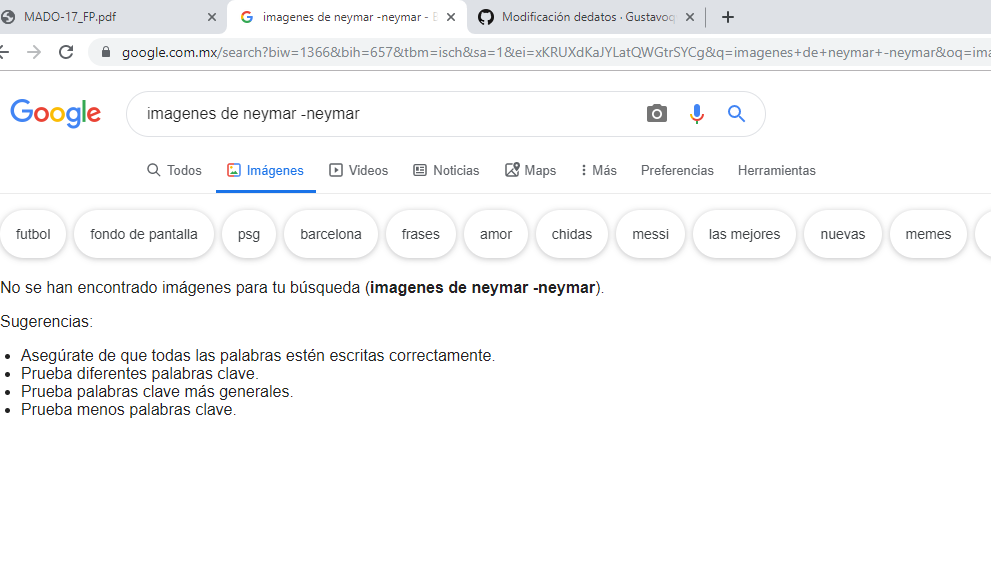 MADO-17_FP.pdf
imagenes de neymar -neymar -
Modificación dedatos · Gustavoq
google.com.mx/search?biw=1366&bih=657&tbm=isch&sa=1&ei=xKRUXdKaJYLatQWGtrSYCg&q=imagenes+de+neymar+-neymar&oq=ima
Google
imagenes de neymar -neymar
Todos Imágenes Videos Noticias Maps Más Preferencias Herramientas
futbol fondo de pantalla psg barcelona frases amor chidas messi las mejores nuevas memes
No se han encontrado imágenes para tu búsqueda (imagenes de neymar -neymar).
Sugerencias:
Asegúrate de que todas las palabras estén escritas correctamente.
Prueba diferentes palabras clave.
Prueba palabras clave más generales.
Prueba menos palabras clave.